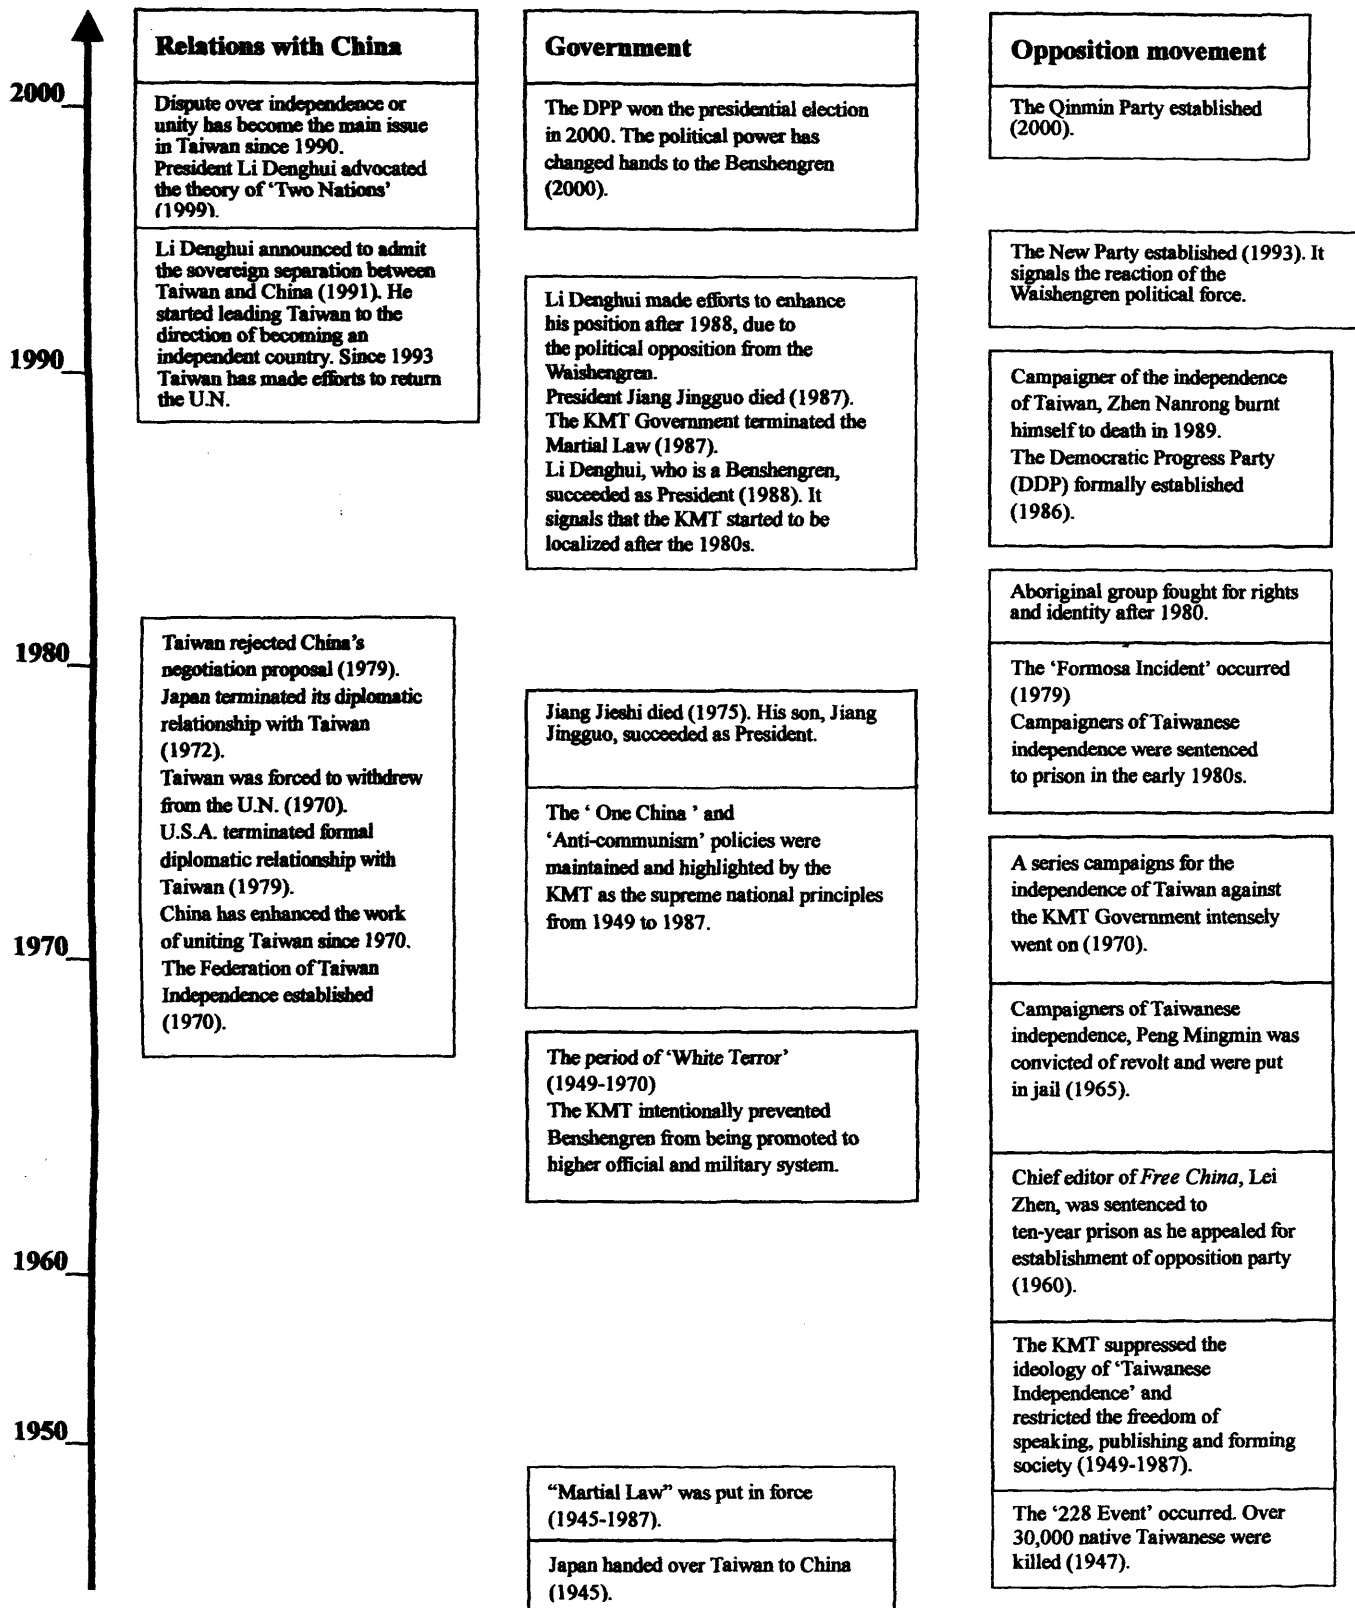 2000
1990
1980
1970
1960
1950
Relations with China
Dispute over independence or
unity has become the main issue
in Taiwan since 1990.
President Li Denghui advocated
the theory of ‘Two Nations’
(1999).
Li Denghui announced to admit
the sovereign separation between
Taiwan and China (1991). He
started leading Taiwan to the
direction of becoming an
independent country. Since 1993
Taiwan has made efforts to return
the U.N.
Taiwan rejected China’s
negotiation proposal (1979).
Japan terminated its diplomatic
relationship with Taiwan
(1972).
Taiwan was forced to withdrew
from the U.N. (1970).
U.S.A. terminated formal
diplomatic relationship with
Taiwan (1979).
China has enhanced the work
of uniting Taiwan since 1970.
The Federation of Taiwan
Independence established
(1970).
Government
The DPP won the presidential election
in 2000. The political power has
changed hands to the Benshengren
(2000).
Li Denghui made efforts to enhance
his position after 1988, due to
the political opposition from the
Waishengren.
President Jiang Jingguo died (1987).
The KMT Government terminated the
Martial Law (1987).
Li Denghui, who is a Benshengren,
succeeded as President (1988). It
signals that the KMT started to be
localized after the 1980s.
Jiang Jieshi died (1975). His son, Jiang
Jingguo, succeeded as President.
The ‘ One China ’ and
‘Anti-communism’ policies were
maintained and highlighted by the
KMT as the supreme national principles
from 1949 to 1987.
The period of ‘White Terror’
(1949-1970)
The KMT intentionally prevented
Benshengren from being promoted to
higher official and military system.
“Martial Law” was put in force
(1945-1987).
Japan handed over Taiwan to China
(1945).
Opposition movement
The Qinmin Party established
(2000).
The New Party established (1993). It
signals the reaction of the
Waishengren political force.
Campaigner of the independence
of Taiwan, Zhen Nanrong burnt
himself to death in 1989.
The Democratic Progress Party
(DDP) formally established
(1986).
Aboriginal group fought for rights
and identity after 1980.
The ‘Formosa Incident’ occurred
(1979)
Campaigners of Taiwanese
independence were sentenced
to prison in the early 1980s.
A series campaigns for the
independence of Taiwan against
the KMT Government intensely
went on (1970).
Campaigners of Taiwanese
independence, Peng Mingmin was
convicted of revolt and were put
in jail (1965).
Chief editor of Free China, Lei
Zhen, was sentenced to
ten-year prison as he appealed for
establishment of opposition party
(1960).
The KMT suppressed the
ideology of ‘Taiwanese
Independence’ and
restricted the freedom of
speaking, publishing and forming
society (1949-1987).
The ‘228 Event’ occurred. Over
30,000 native Taiwanese were
killed (1947).